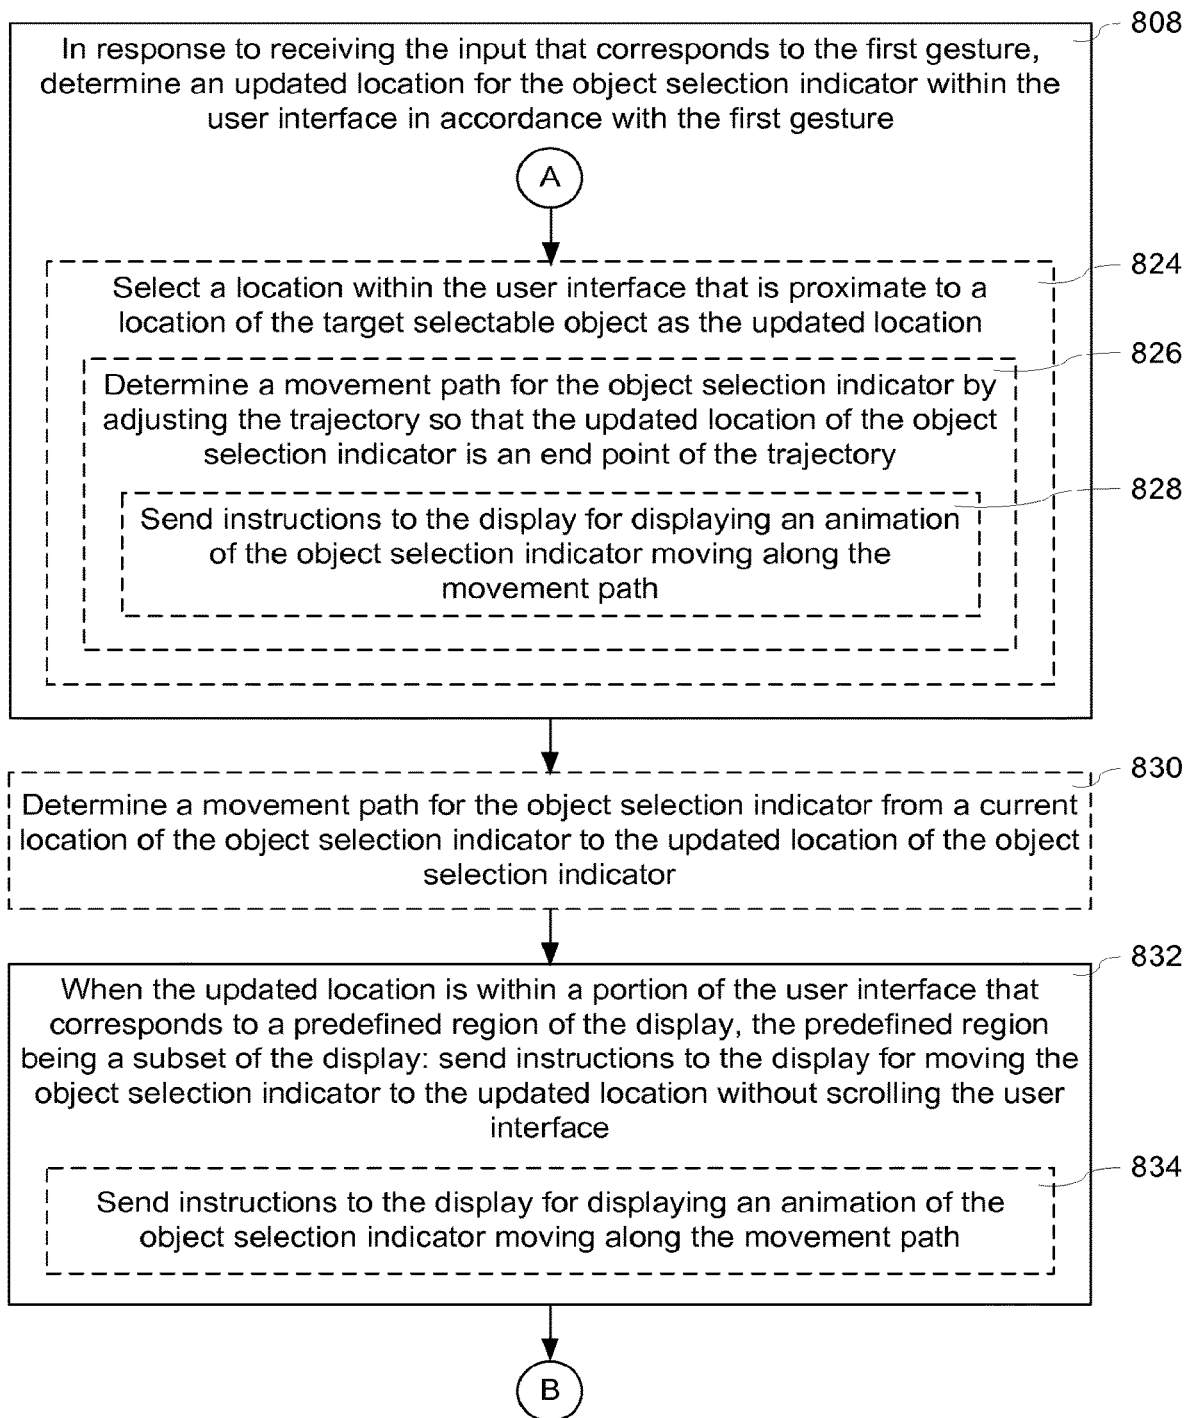 808
In response to receiving the input that corresponds to the first gesture,
determine an updated location for the object selection indicator within the
user interface in accordance with the first gesture
A
824
Select a location within the user interface that is proximate to a
location of the target selectable object as the updated location
826
Determine a movement path for the object selection indicator by
adjusting the trajectory so that the updated location of the object
selection indicator is an end point of the trajectory
828
Send instructions to the display for displaying an animation
of the object selection indicator moving along the
movement path
830
Determine a movement path for the object selection indicator from a current
location of the object selection indicator to the updated location of the object
selection indicator
832
When the updated location is within a portion of the user interface that
corresponds to a predefined region of the display, the predefined region
being a subset of the display: send instructions to the display for moving the
object selection indicator to the updated location without scrolling the user
interface
834
Send instructions to the display for displaying an animation of the
object selection indicator moving along the movement path
B